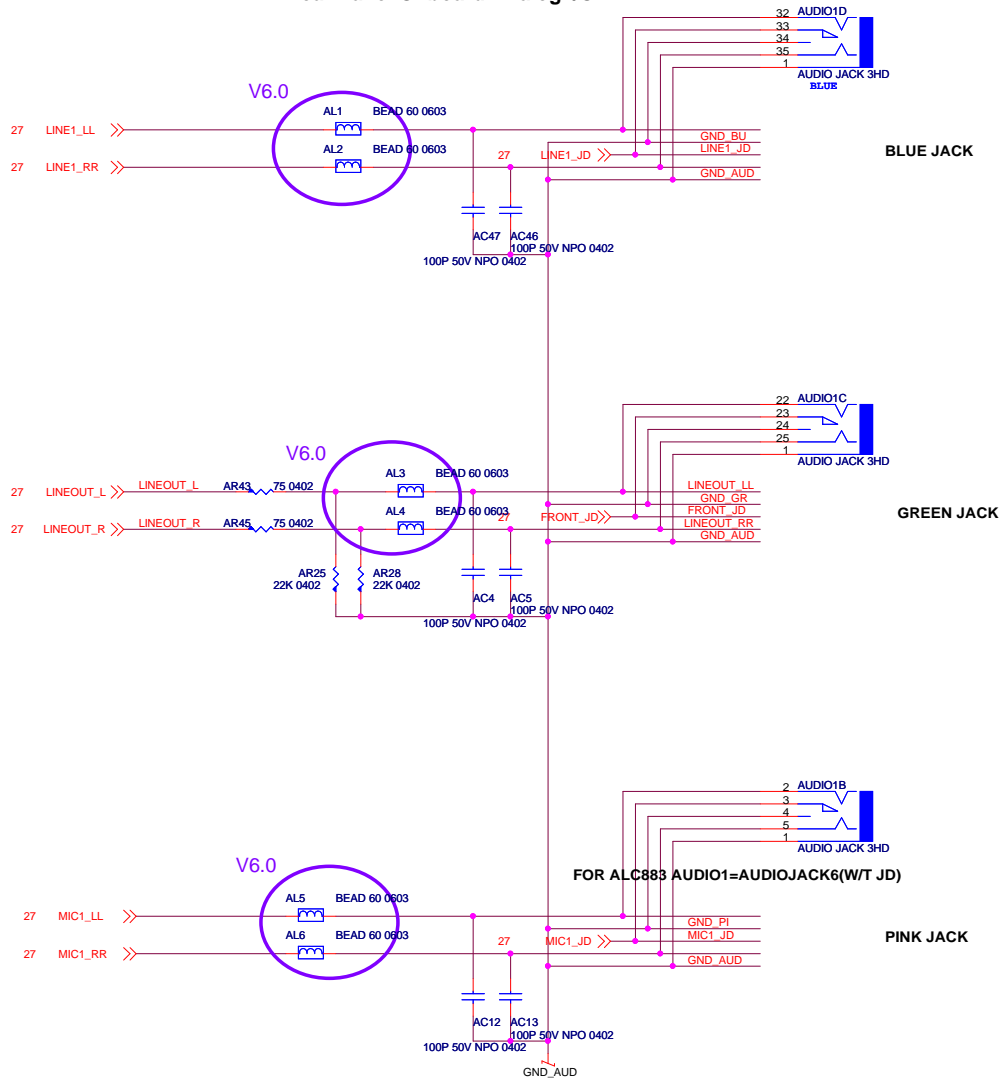 32 AUDIO1D
33
34
35
1
AUDIO JACK 3HD
BLUE
V6.0
AL1 BEAD 60 0603
27 LINE1_LL
AL2 BEAD 60 0603
27 LINE1_RR
GND_BU
27 LINE1_JD LINE1_JD
GND_AUD
BLUE JACK
AC47 AC46
100P 50V NPO 0402
100P 50V NPO 0402
22 AUDIO1C
23
24
25
1
AUDIO JACK 3HD
V6.0
AL3 BEAD 60 0603
27 LINEOUT_L LINEOUT_L AR43 75 0402
LINEOUT_LL
GND_GR
AL4 BEAD 60 0603
27 FRONT_JD FRONT_JD
27 LINEOUT_R LINEOUT_R AR45 75 0402
LINEOUT_RR
GND_AUD
GREEN JACK
AR25 AR28
22K 0402 22K 0402
AC4 AC5
100P 50V NPO 0402
100P 50V NPO 0402
2 AUDIO1B
3
4
5
1
AUDIO JACK 3HD
V6.0
FOR ALC883 AUDIO1=AUDIOJACK6(W/T JD)
AL5 BEAD 60 0603
27 MIC1_LL
GND_PI
AL6 BEAD 60 0603
27 MIC1_JD MIC1_JD
27 MIC1_RR
GND_AUD
PINK JACK
AC12 AC13
100P 50V NPO 0402
100P 50V NPO 0402
GND_AUD